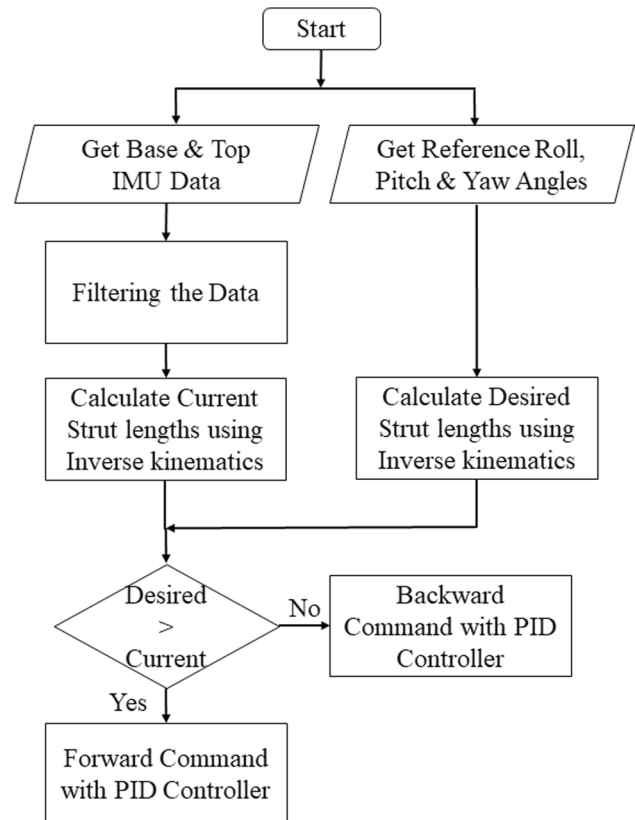 Start
Get Base & Top
IMU Data
Get Reference Roll,
Pitch & Yaw Angles
Filtering the Data
Calculate Current
Strut lengths using
Inverse kinematics
Calculate Desired
Strut lengths using
Inverse kinematics
Desired
>
Current
No
Backward
Command with PID
Controller
Yes
Forward Command
with PID Controller